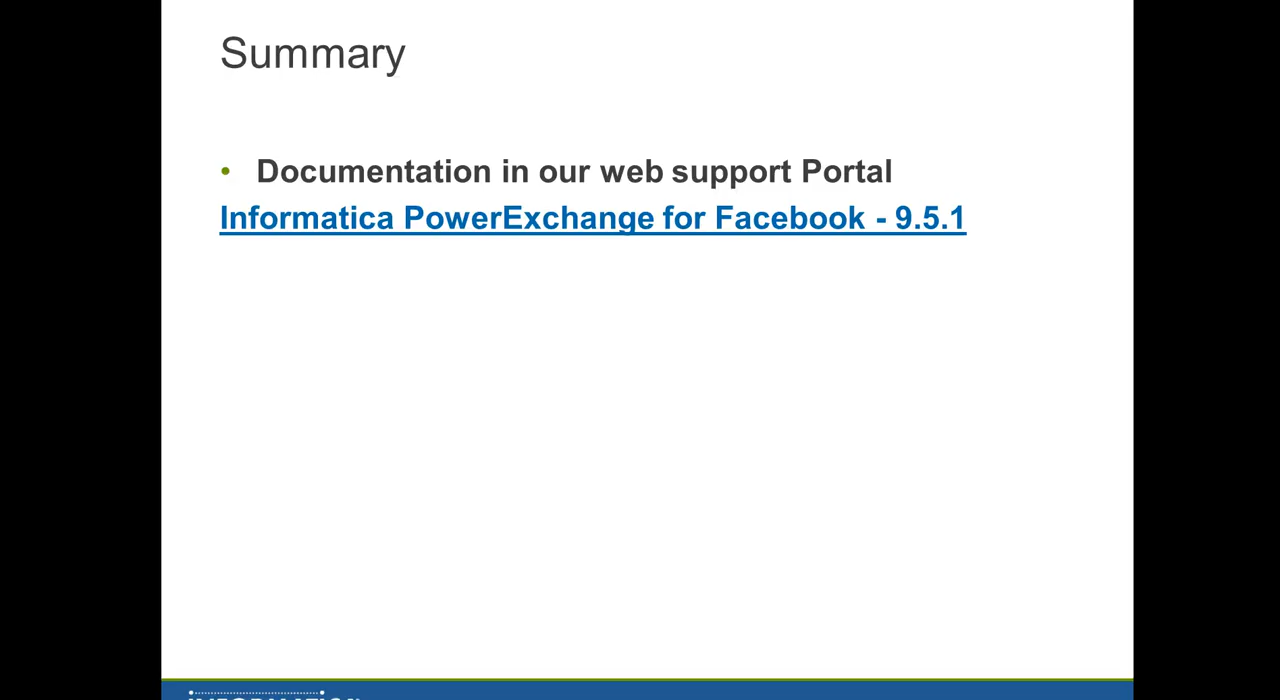 Summary
• Documentation in our web support Portal
Informatica PowerExchange for Facebook - 9.5.1